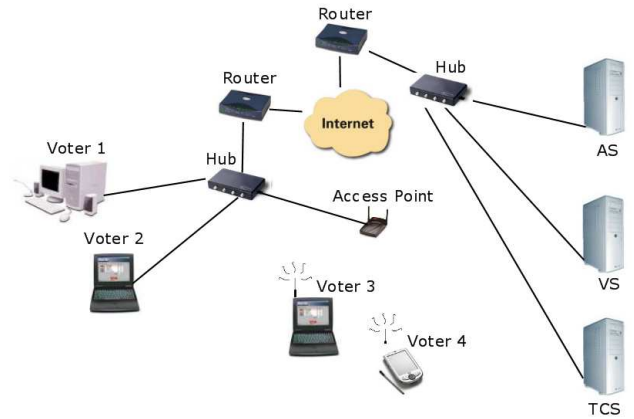 Router
Hub
Router
Internet
Voter 1
Hub
AS
Access Point
Voter 2
VS
Voter 3
Voter 4
TCS